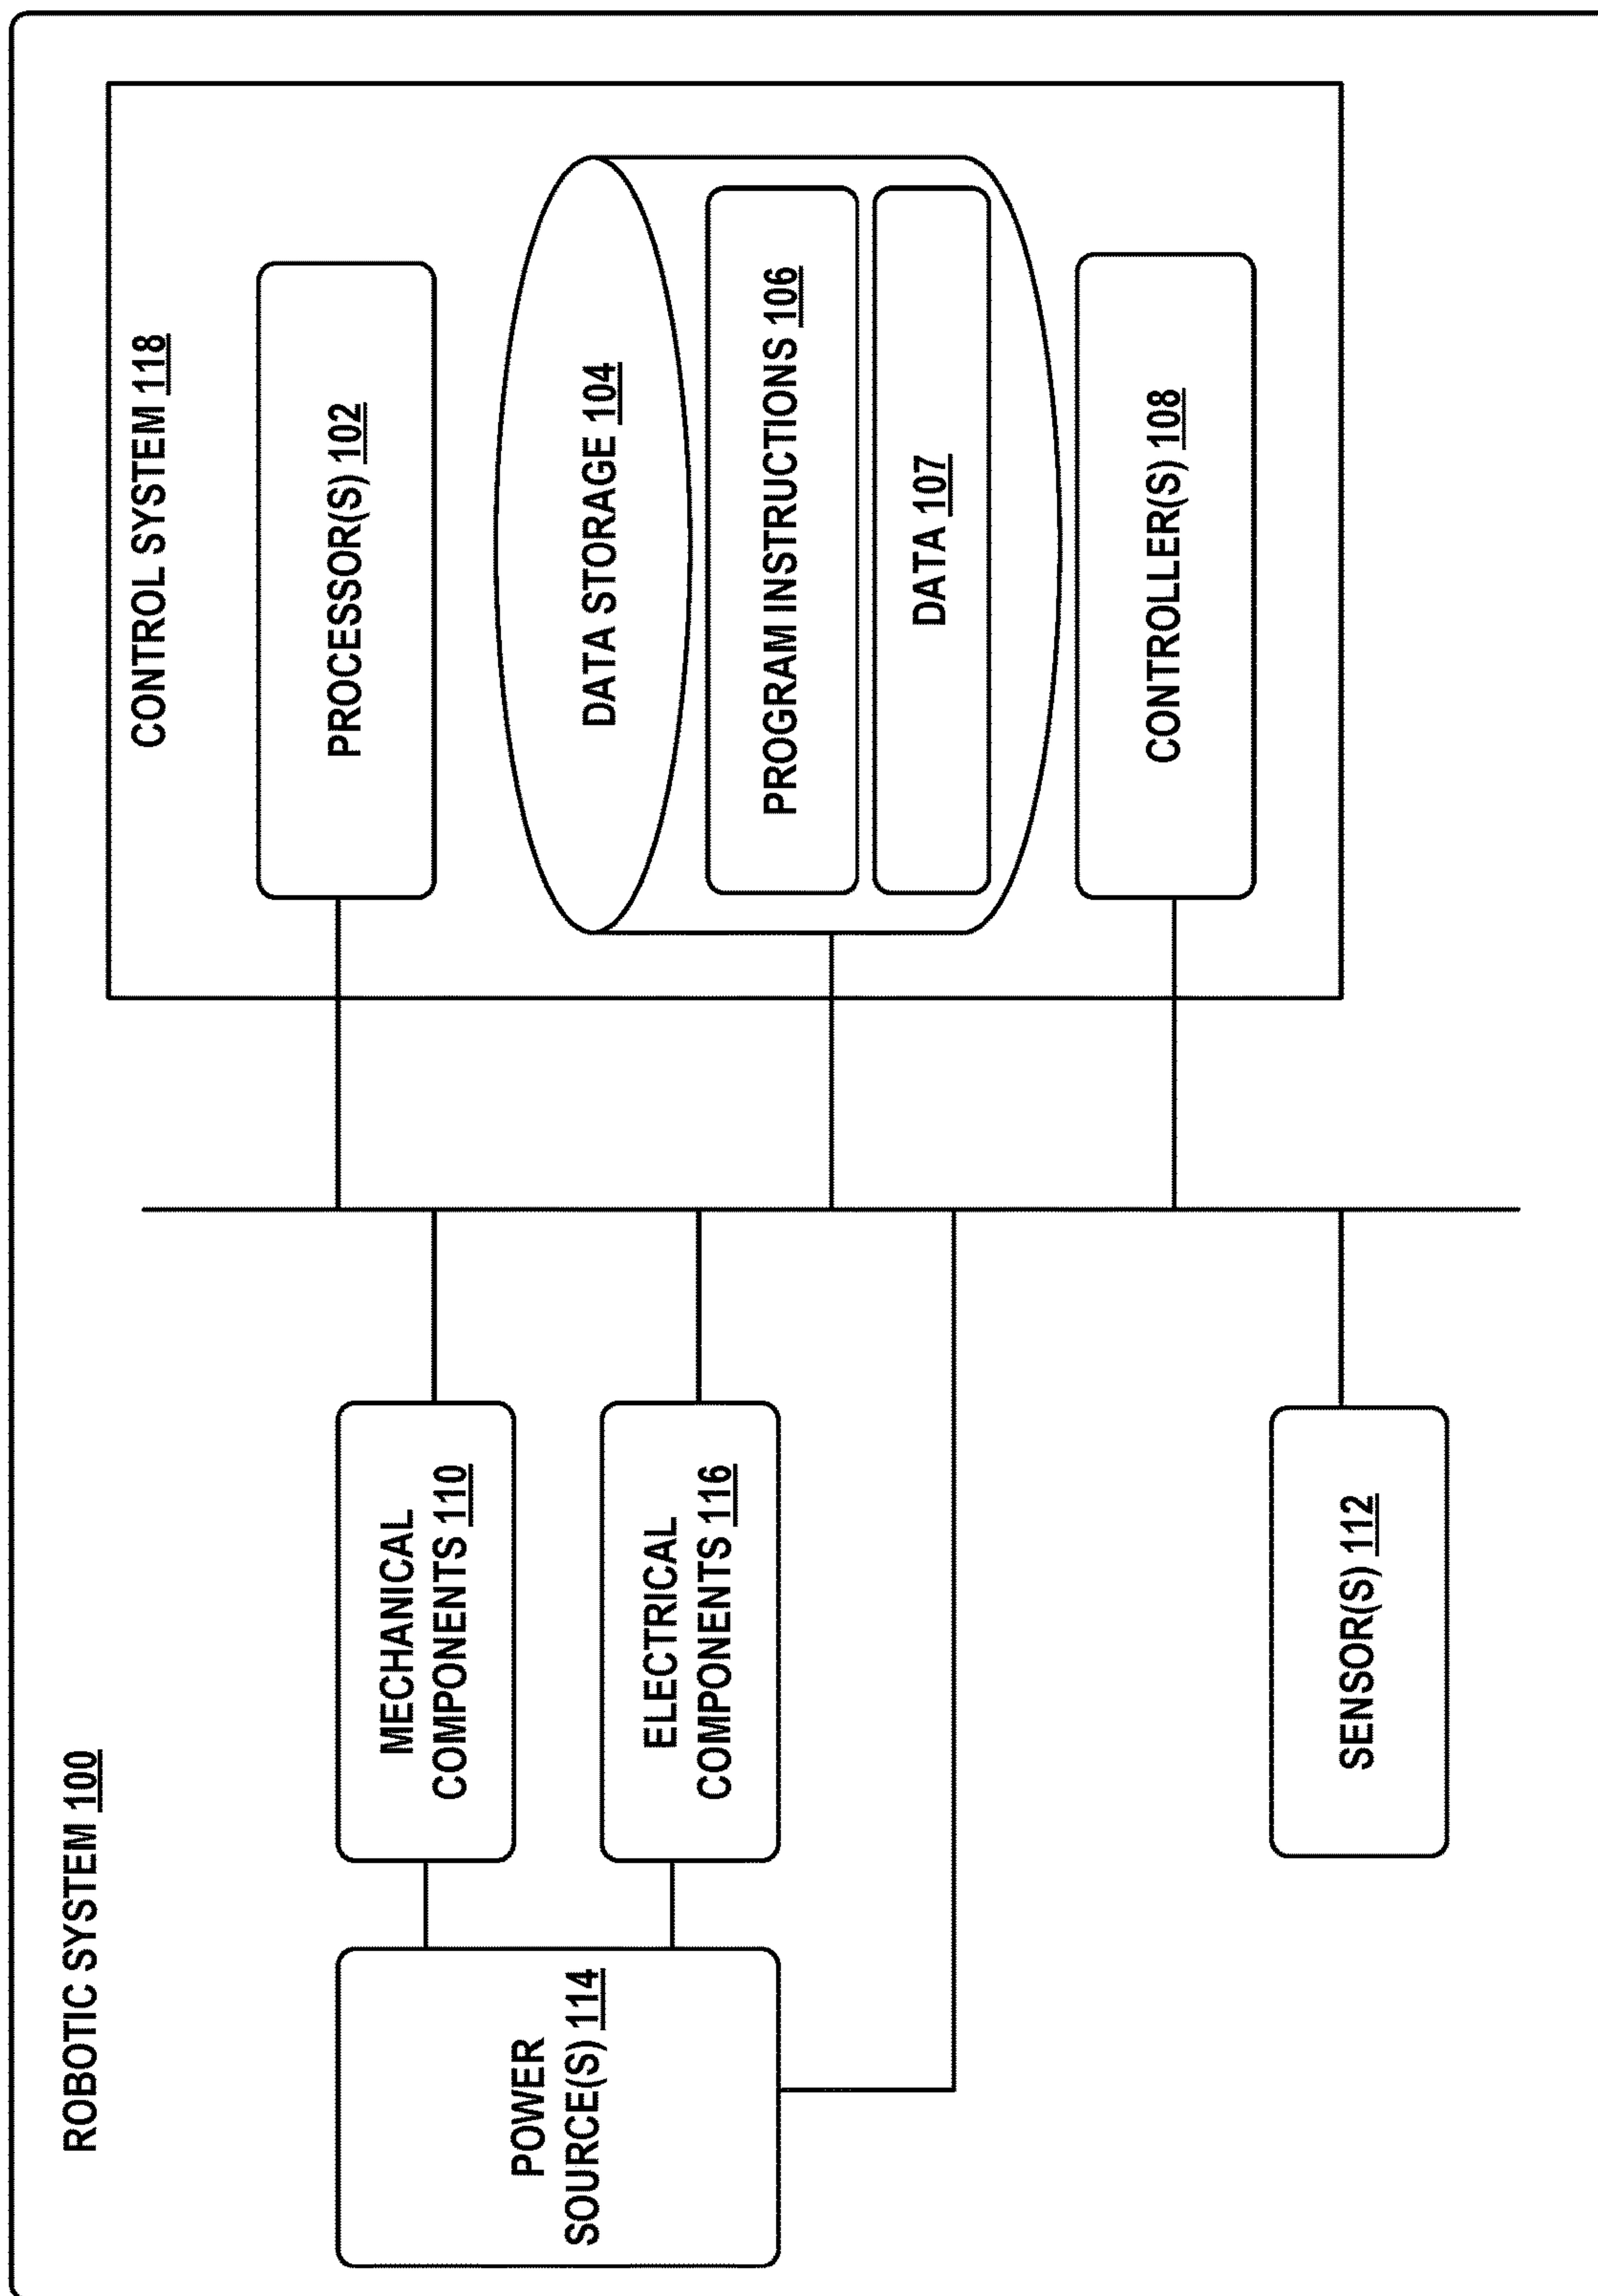 ROBOTIC SYSTEM 100
CONTROL SYSTEM 118
PROCESSOR(S) 102
DATA STORAGE 104
PROGRAM INSTRUCTIONS 106
DATA 107
CONTROLLER(S) 108
MECHANICAL
COMPONENTS 110
ELECTRICAL
COMPONENTS 116
POWER
SOURCE(S) 114
SENSOR(S) 112